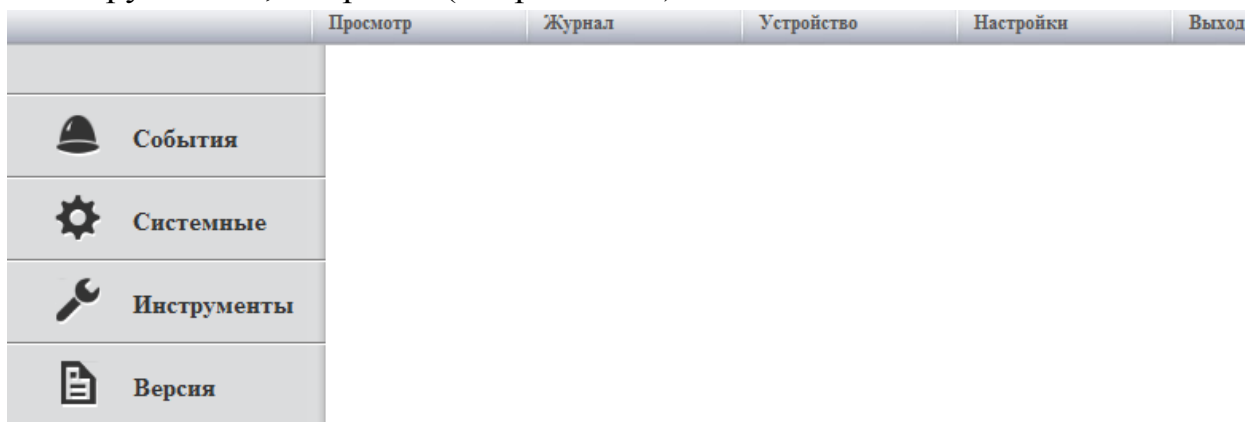 Просмотр Журнал Устройство Настройки Выход
События
Системные
Инструменты
Версия